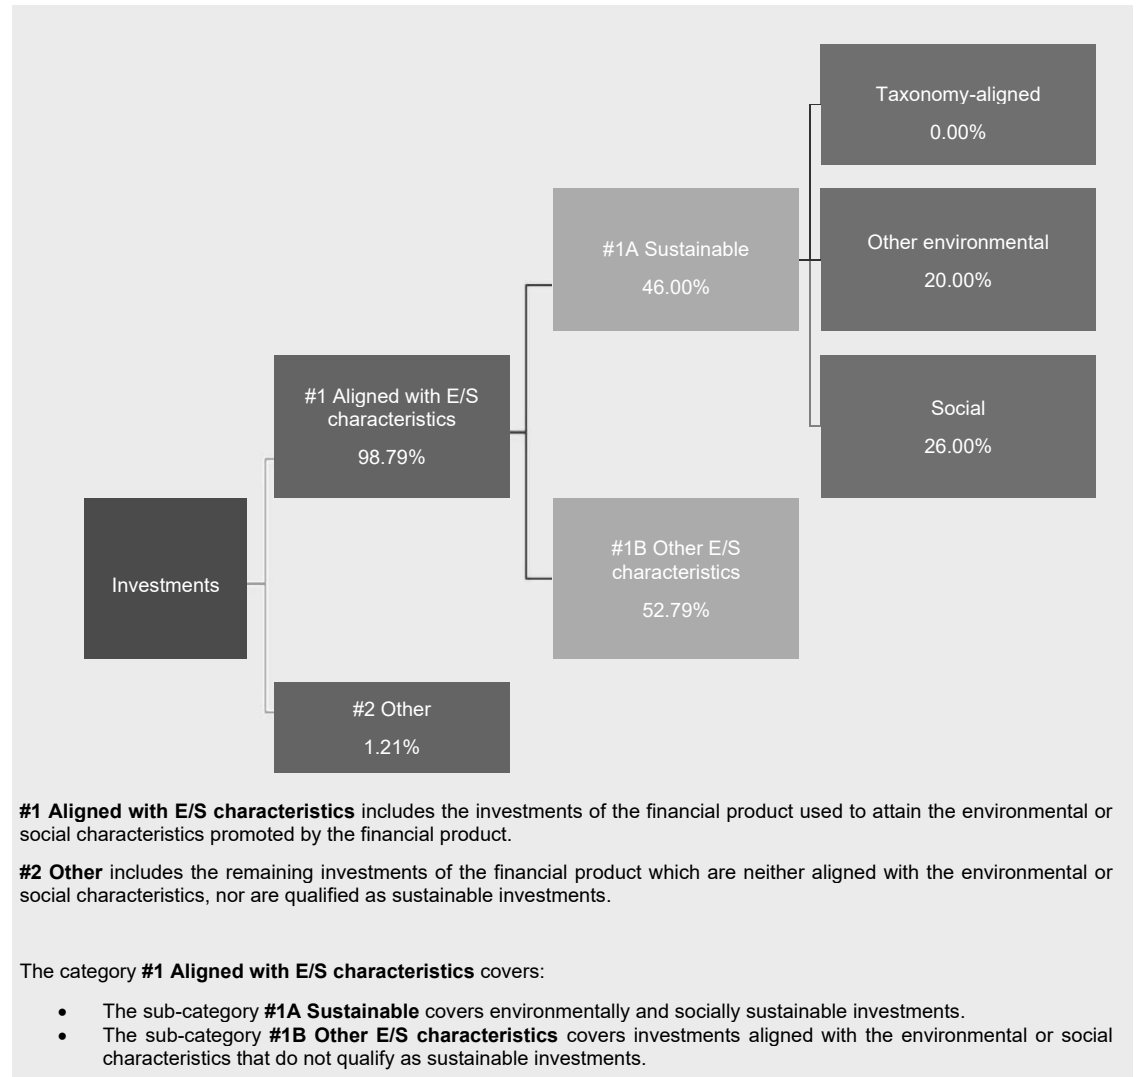 Taxonomy-aligned
0.00%
#1A Sustainable
46.00%
Other environmental
20.00%
#1 Aligned with E/S
characteristics
98.79%
Social
26.00%
Investments
#1B Other E/S
characteristics
52.79%
#2 Other
1.21%
#1 Aligned with E/S characteristics includes the investments of the financial product used to attain the environmental or
social characteristics promoted by the financial product.
#2 Other includes the remaining investments of the financial product which are neither aligned with the environmental or
social characteristics, nor are qualified as sustainable investments.
The category #1 Aligned with E/S characteristics covers:
• The sub-category #1A Sustainable covers environmentally and socially sustainable investments.
• The sub-category #1B Other E/S characteristics covers investments aligned with the environmental or social
characteristics that do not qualify as sustainable investments.